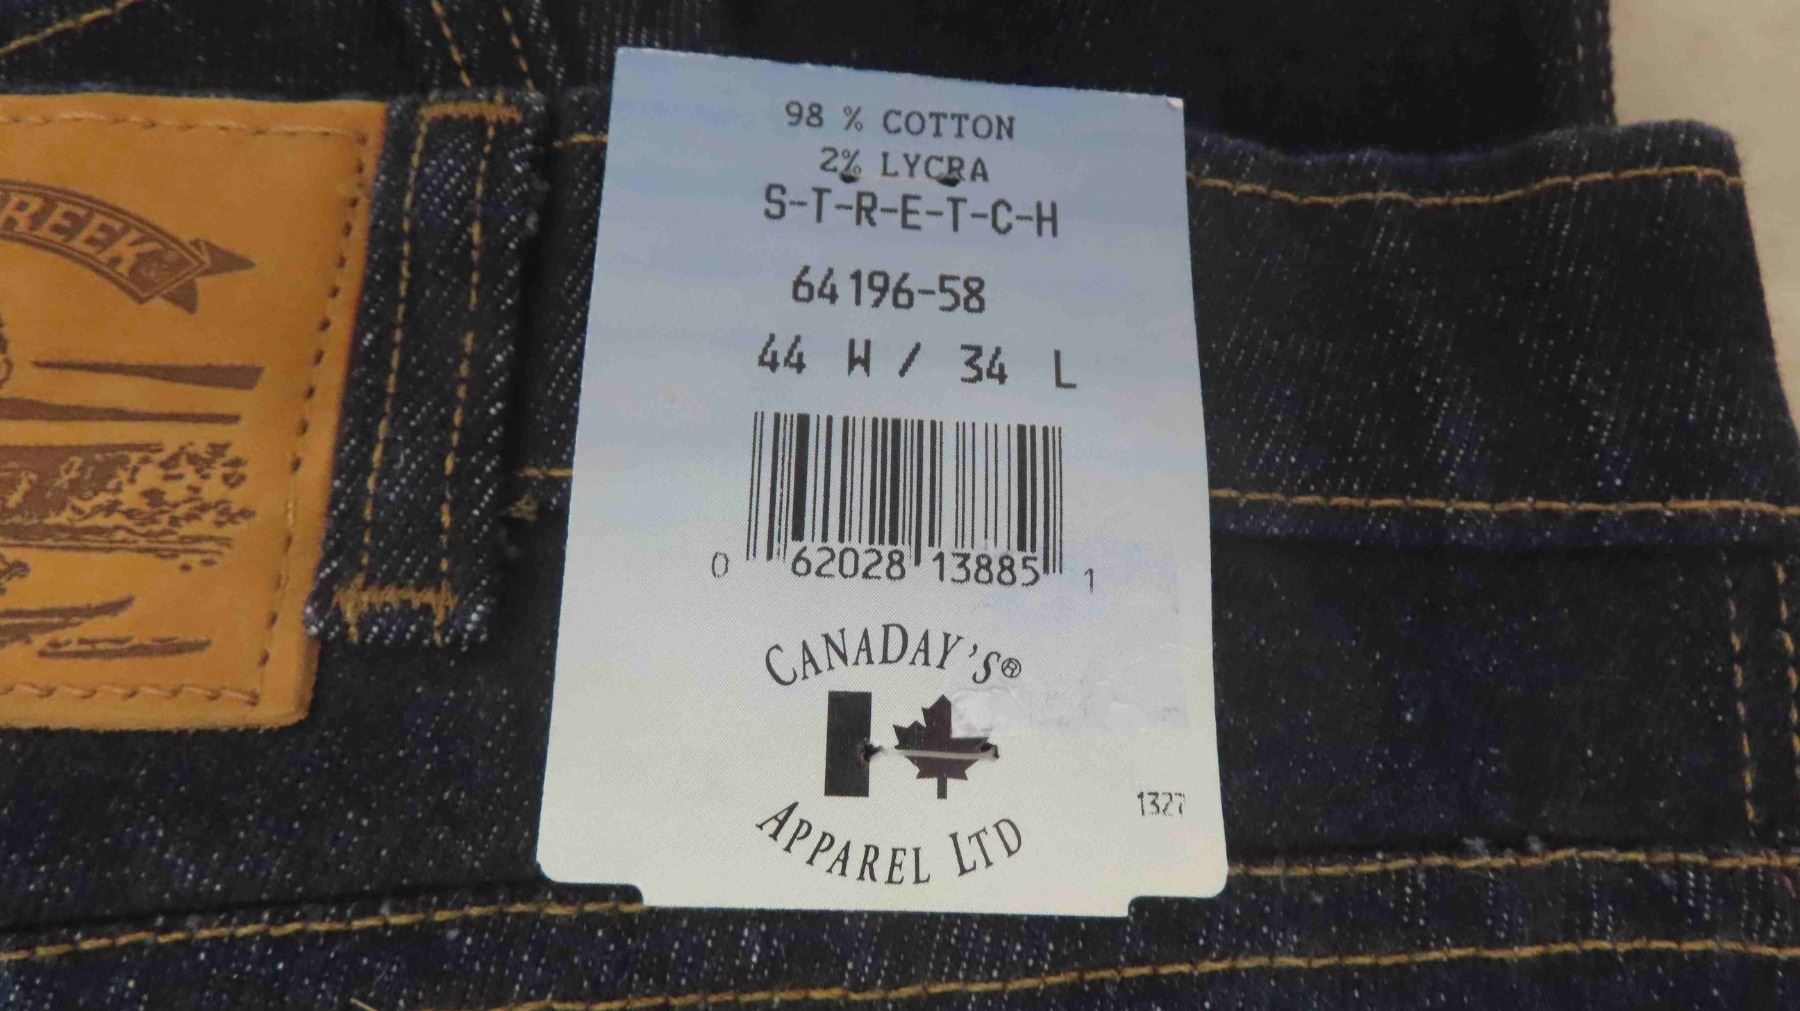 REEK
98 % COTTON
2% LYCRA
S-T-R-E-T-C-H
64196-58
44 W / 34 L
0 62028 13885 1
CANADAY'S®
APPAREL LTD
1327